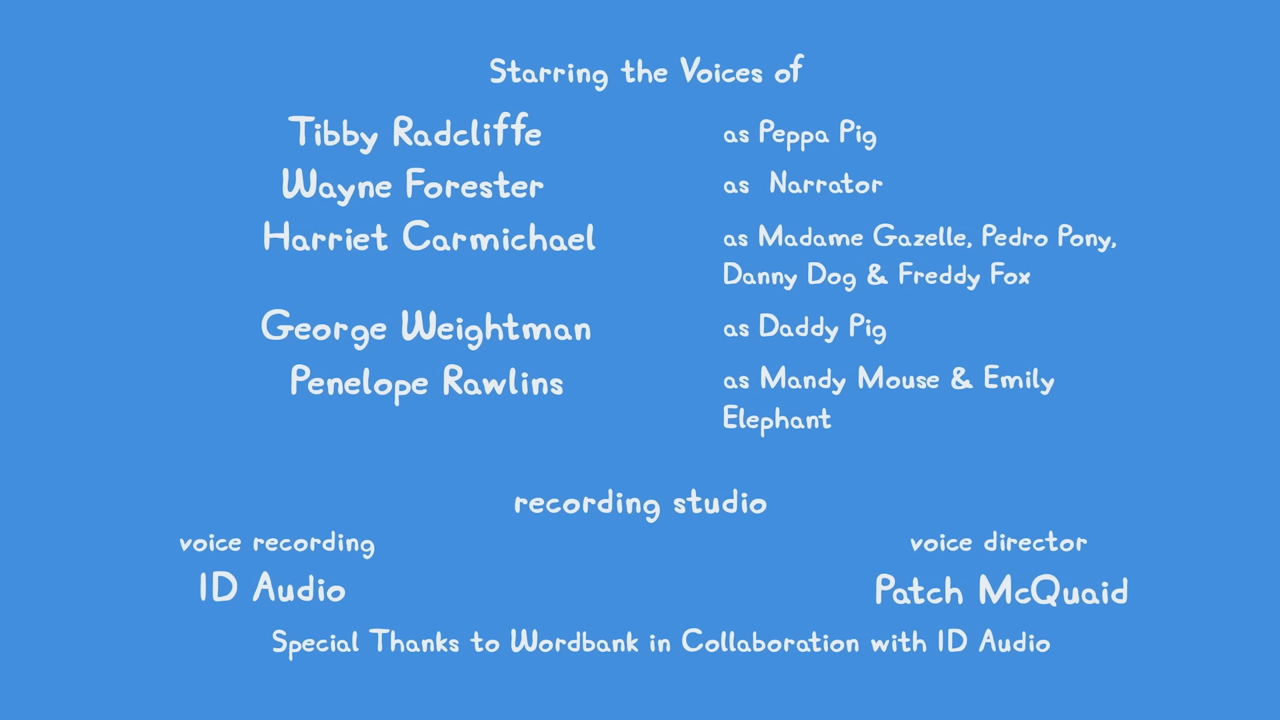 Starring the Voices of
Tibby Radcliffe as Peppa Pig
Wayne Forester as Narrator
Harriet Carmichael as Madame Gazelle, Pedro Pony,
Danny Dog & Freddy Fox
George Weightman as Daddy Pig
Penelope Rawlins as Mandy Mouse & Emily
Elephant
recording studio
voice recording voice director
ID Audio Patch McQuaid
Special Thanks to Wordbank in Collaboration with ID Audio